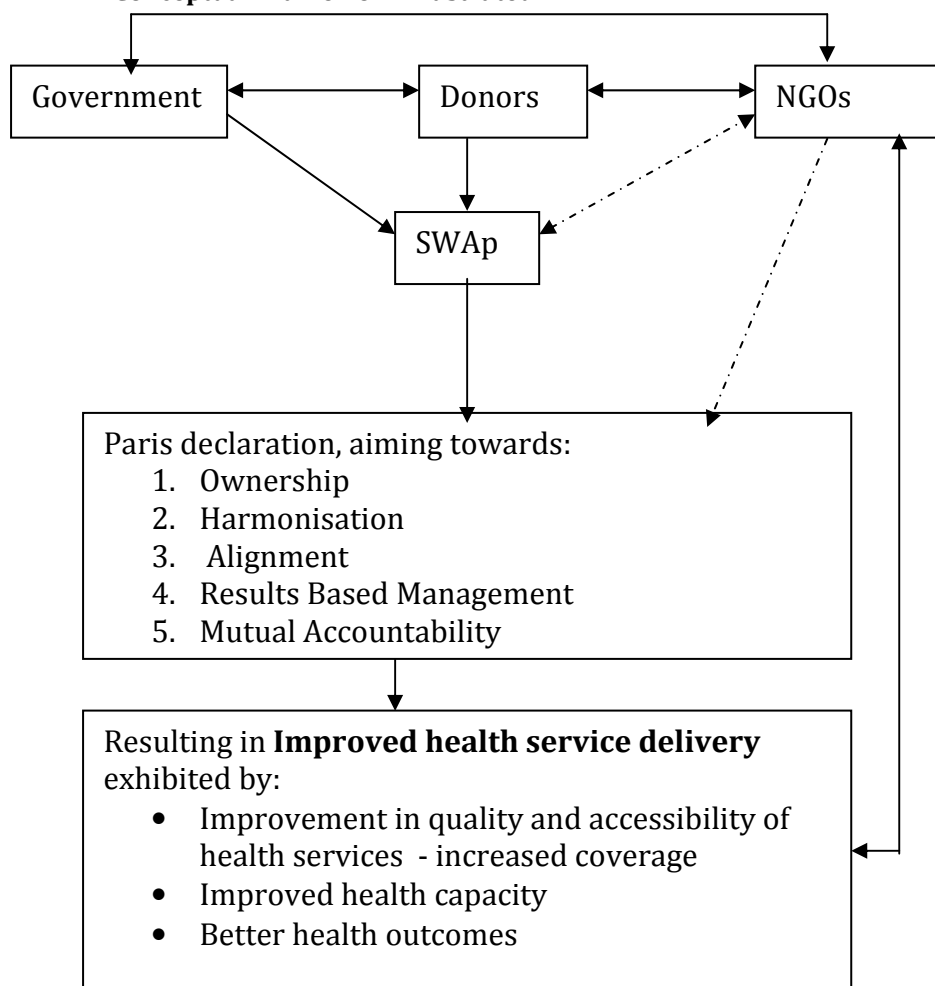 Government
Donors
NGOs
SWAp
Paris declaration, aiming towards:
1. Ownership
2. Harmonisation
3. Alignment
4. Results Based Management
5. Mutual Accountability
Resulting in Improved health service delivery
exhibited by:
• Improvement in quality and accessibility of
health services - increased coverage
• Improved health capacity
• Better health outcomes